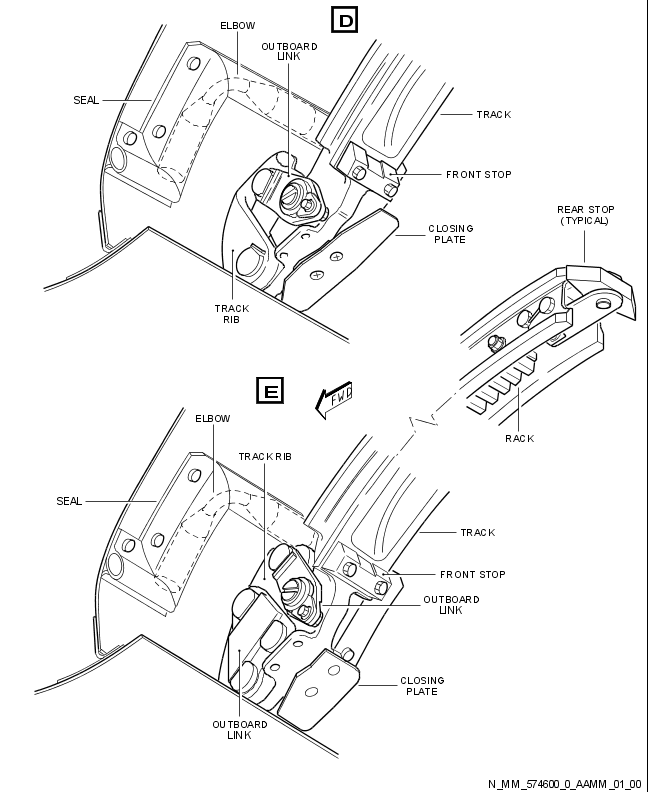 D
ELBOW
OUTBOARD
LINK
SEAL
TRACK
FRONT STOP
CLOSING
PLATE
TRACK
RIB
REAR STOP
(TYPICAL)
RACK
E
FWD
ELBOW
TRACK RIB
SEAL
TRACK
FRONT STOP
OUTBOARD
LINK
CLOSING
PLATE
OUTBOARD
LINK
N_MM_574600_0_AAMM_01_00